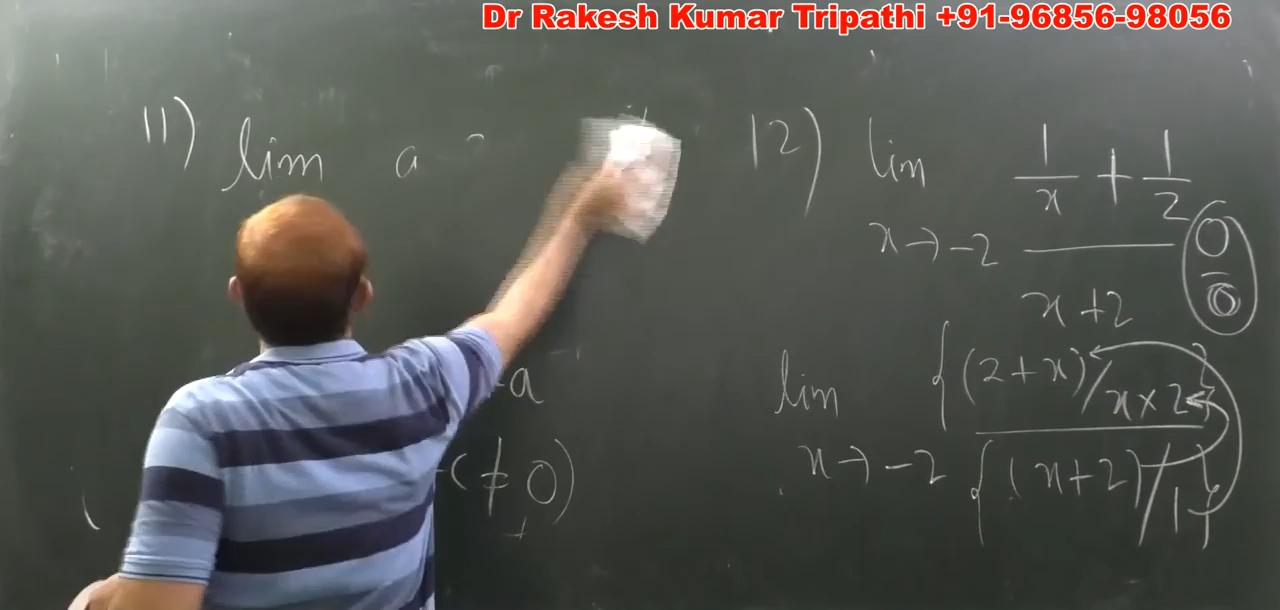 Dr Rakesh Kumar Tripathi +91-96856-98056
11) lim a
a
(≠ 0)
12) lim 1/x + 1/2
x → -2
x + 2
0/0
lim {(2 + x)/x × 2}
x → -2 {(x + 2)/1}